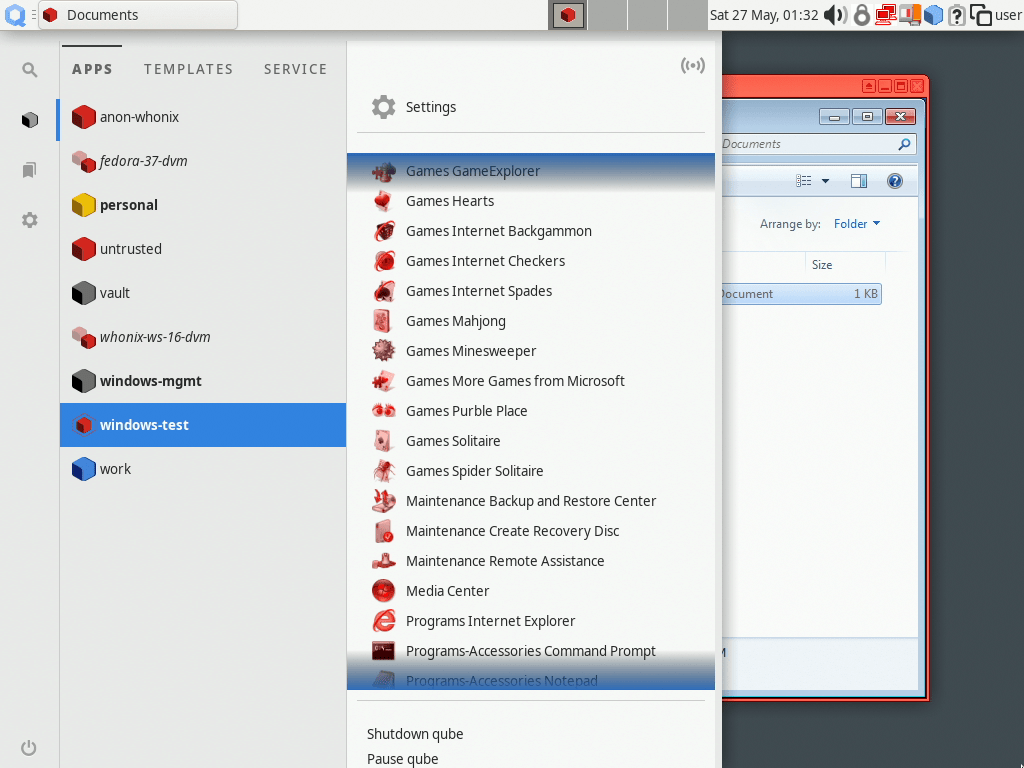 Documents
Sat 27 May, 01:32
user
APPS TEMPLATES SERVICE
anon-whonix
fedora-37-dvm
personal
untrusted
vault
whonix-ws-16-dvm
windows-mgmt
windows-test
work
Settings
Games GameExplorer
Games Hearts
Games Internet Backgammon
Games Internet Checkers
Games Internet Spades
Games Mahjong
Games Minesweeper
Games More Games from Microsoft
Games Purble Place
Games Solitaire
Games Spider Solitaire
Maintenance Backup and Restore Center
Maintenance Create Recovery Disc
Maintenance Remote Assistance
Media Center
Programs Internet Explorer
Programs-Accessories Command Prompt
Programs-Accessories Notepad
Shutdown qube
Pause qube
Documents
Arrange by: Folder
Size
Document 1 KB
M